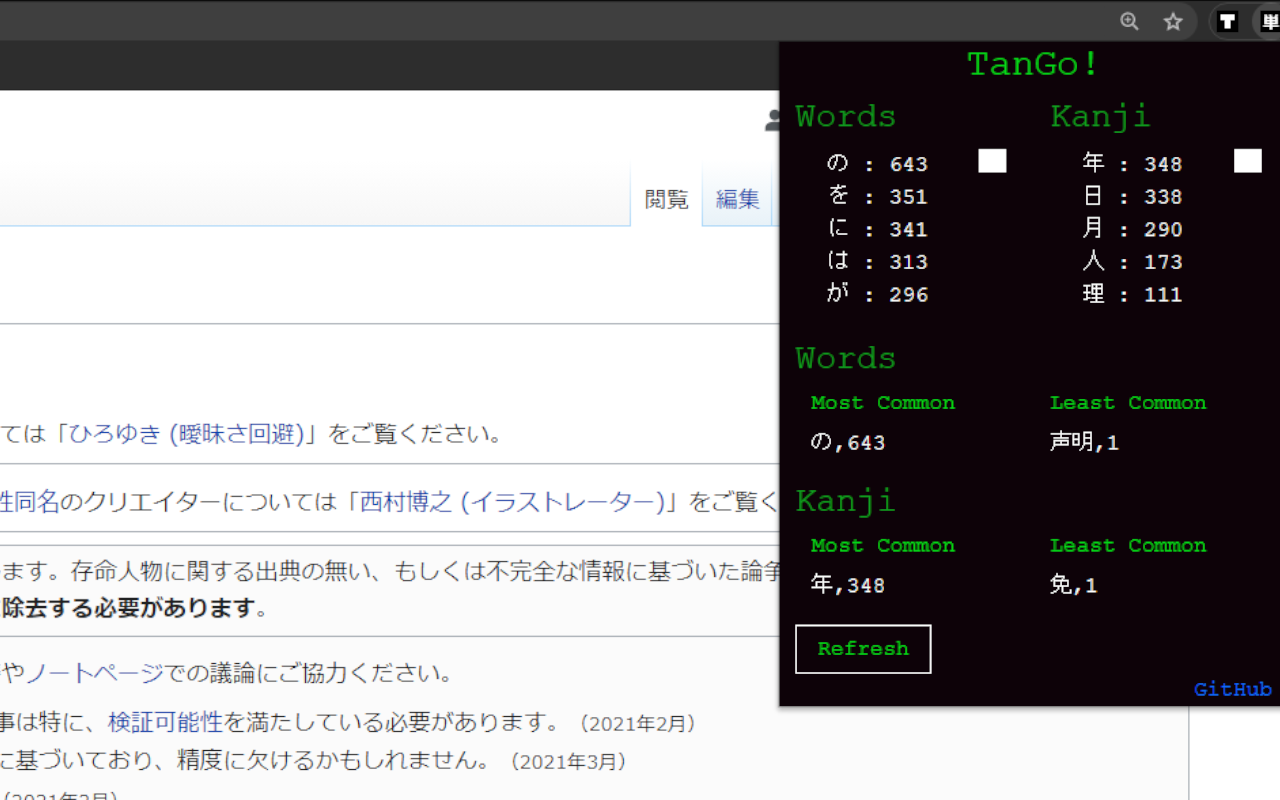 T
単
TanGo!
Words
の : 643
を : 351
に : 341
は : 313
が : 296
Kanji
年 : 348
日 : 338
月 : 290
人 : 173
理 : 111
Words
Most Common
Least Common
の,643
声明,1
Kanji
Most Common
Least Common
年,348
免,1
Refresh
GitHub
閲覧
編集
ては「ひろゆき (曖昧さ回避)」をご覧ください。
性同名のクリエイターについては「西村博之 (イラストレーター)」をご覧く
ます。存命人物に関する出典の無い、もしくは不完全な情報に基づいた論争
除去する必要があります。
やノートページでの議論にご協力ください。
事は特に、検証可能性を満たしている必要があります。（2021年2月）
に基づいており、精度に欠けるかもしれません。（2021年3月）